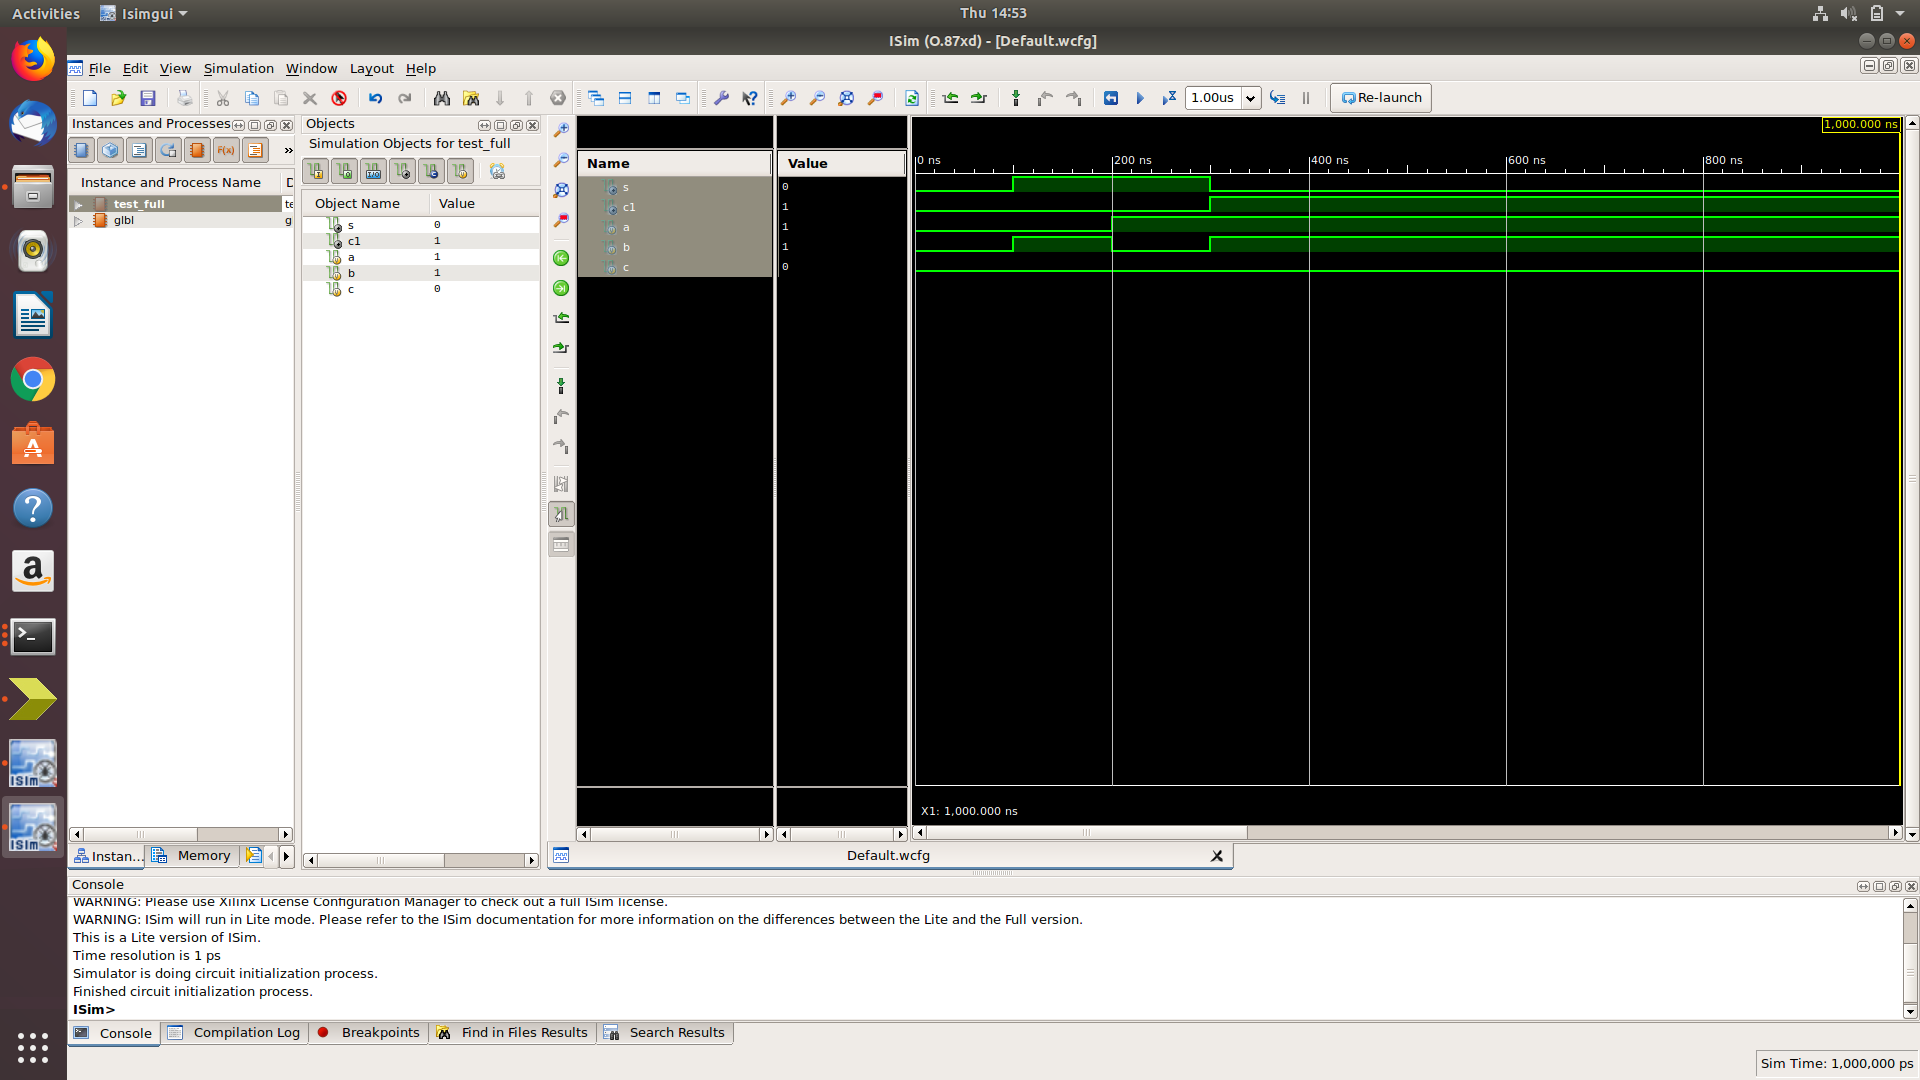 Activities
Isimgui
Thu 14:53
ISim (O.87xd) - [Default.wcfg]
File Edit View Simulation Window Layout Help
1.00us
Re-launch
Instances and Processes
Instance and Process Name
D
test_full
te
glbl
g
Instan...
Memory
Objects
Simulation Objects for test_full
Object Name Value
s 0
c1 1
a 1
b 1
c 0
Name Value
s 0
c1 1
a 1
b 1
c 0
1,000.000 ns
0 ns 200 ns 400 ns 600 ns 800 ns
X1: 1,000.000 ns
Default.wcfg
Console
WARNING: Please use Xilinx License Configuration Manager to check out a full ISim license.
WARNING: ISim will run in Lite mode. Please refer to the ISim documentation for more information on the differences between the Lite and the Full version.
This is a Lite version of ISim.
Time resolution is 1 ps
Simulator is doing circuit initialization process.
Finished circuit initialization process.
ISim>
Console Compilation Log Breakpoints Find in Files Results Search Results
Sim Time: 1,000,000 ps